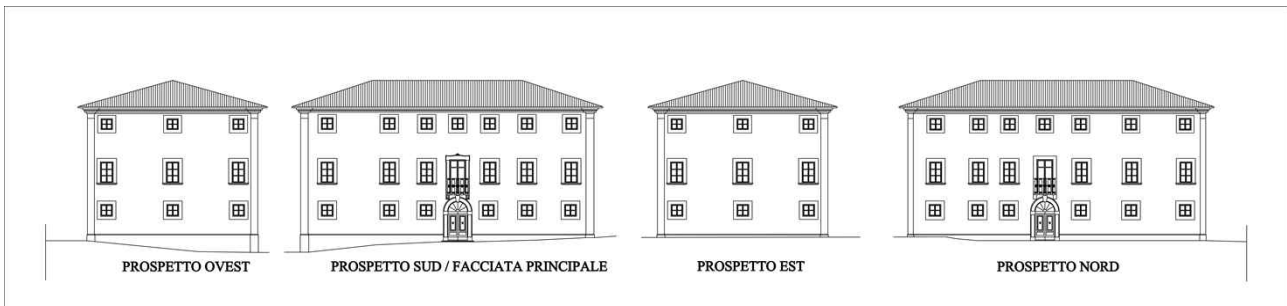 PROSPETTO OVEST
PROSPETTO SUD / FACCIATA PRINCIPALE
PROSPETTO EST
PROSPETTO NORD